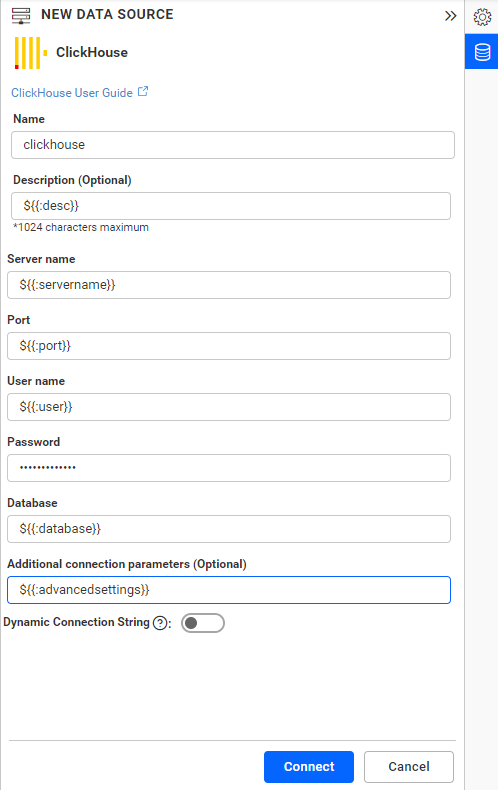 NEW DATA SOURCE
ClickHouse
ClickHouse User Guide
Name
clickhouse
Description (Optional)
${{:desc}}
*1024 characters maximum
Server name
${{:servername}}
Port
${{:port}}
User name
${{:user}}
Password
•••••••••••••
Database
${{:database}}
Additional connection parameters (Optional)
${{:advancedsettings}}
Dynamic Connection String ? :
Connect Cancel